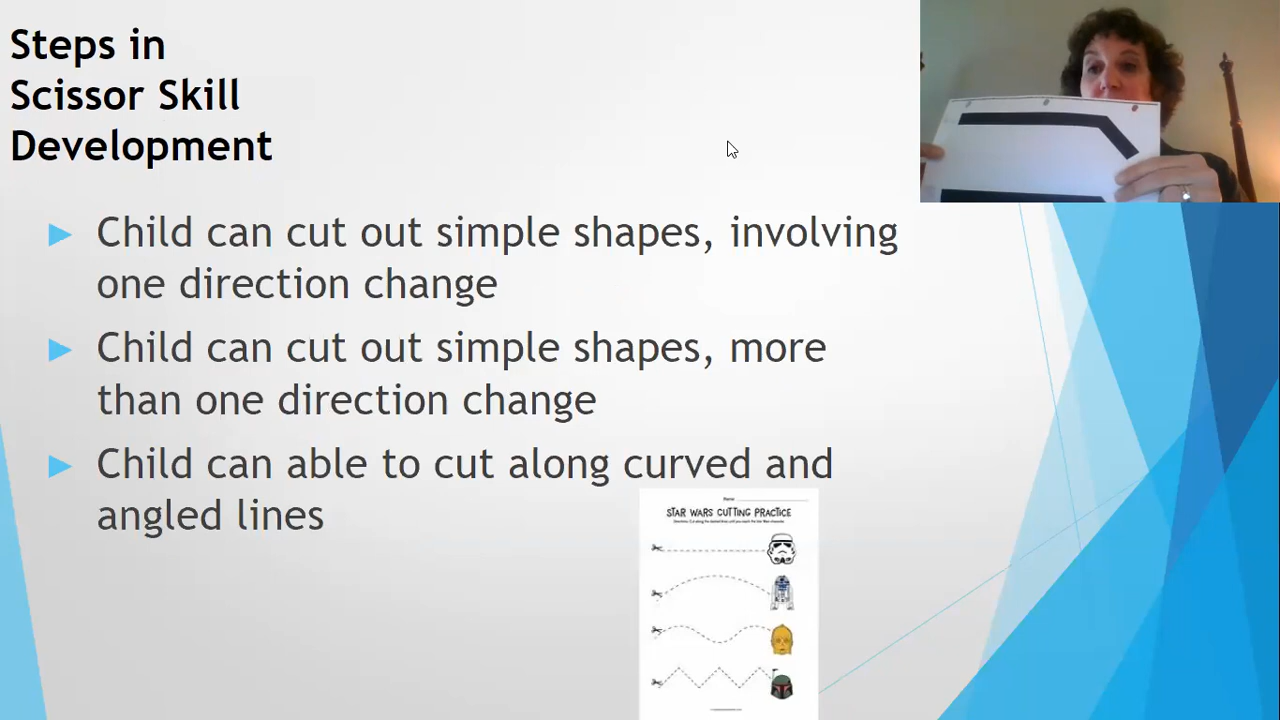 Steps in
Scissor Skill
Development
Child can cut out simple shapes, involving
one direction change
Child can cut out simple shapes, more
than one direction change
Child can able to cut along curved and
angled lines
Name
STAR WARS CUTTING PRACTICE